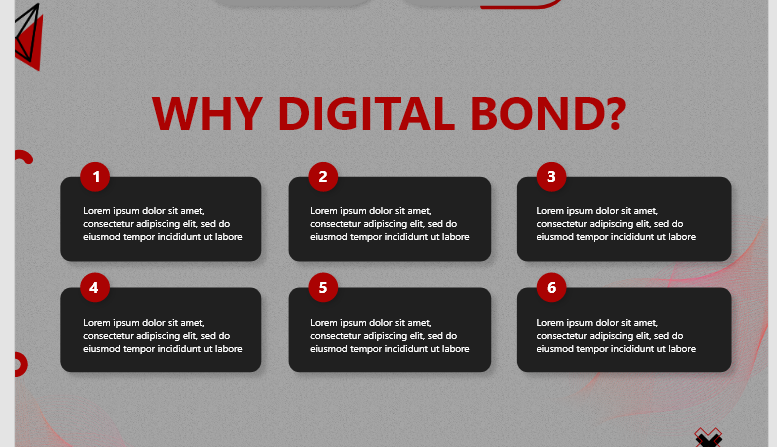 WHY DIGITAL BOND?
1
Lorem ipsum dolor sit amet,
consectetur adipiscing elit, sed do
eiusmod tempor incididunt ut labore
2
Lorem ipsum dolor sit amet,
consectetur adipiscing elit, sed do
eiusmod tempor incididunt ut labore
3
Lorem ipsum dolor sit amet,
consectetur adipiscing elit, sed do
eiusmod tempor incididunt ut labore
4
Lorem ipsum dolor sit amet,
consectetur adipiscing elit, sed do
eiusmod tempor incididunt ut labore
5
Lorem ipsum dolor sit amet,
consectetur adipiscing elit, sed do
eiusmod tempor incididunt ut labore
6
Lorem ipsum dolor sit amet,
consectetur adipiscing elit, sed do
eiusmod tempor incididunt ut labore